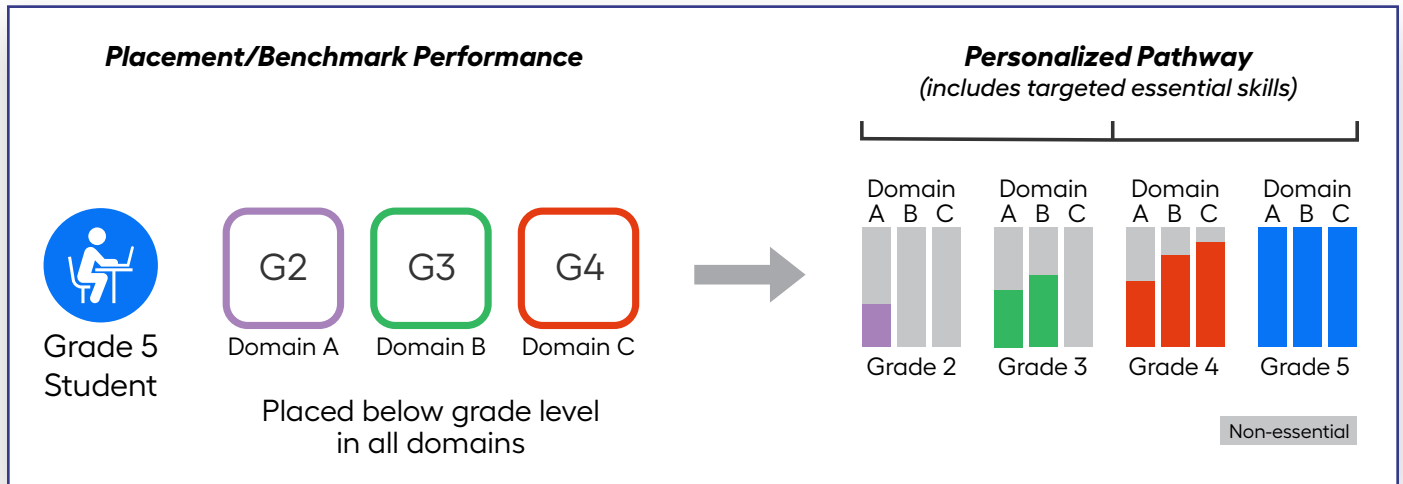 Placement/Benchmark Performance
Grade 5
Student
G2
G3
G4
Domain A
Domain B
Domain C
Placed below grade level
in all domains
Personalized Pathway
(includes targeted essential skills)
Domain
A B C
Grade 2
Domain
A B C
Grade 3
Domain
A B C
Grade 4
Domain
A B C
Grade 5
Non-essential